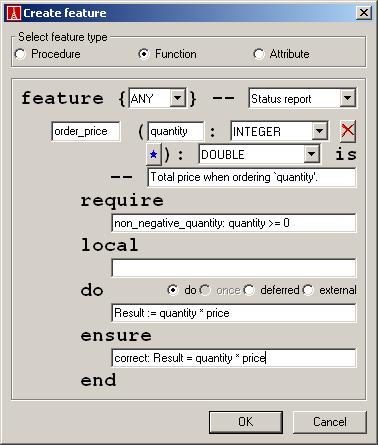 Create feature
Select feature type
Procedure Function Attribute
feature { ANY } -- Status report
order_price ( quantity : INTEGER
* ) : DOUBLE is
-- Total price when ordering `quantity'.
require
non_negative_quantity: quantity >= 0
local
do do once deferred external
Result := quantity * price
ensure
correct: Result = quantity * price
end
OK Cancel